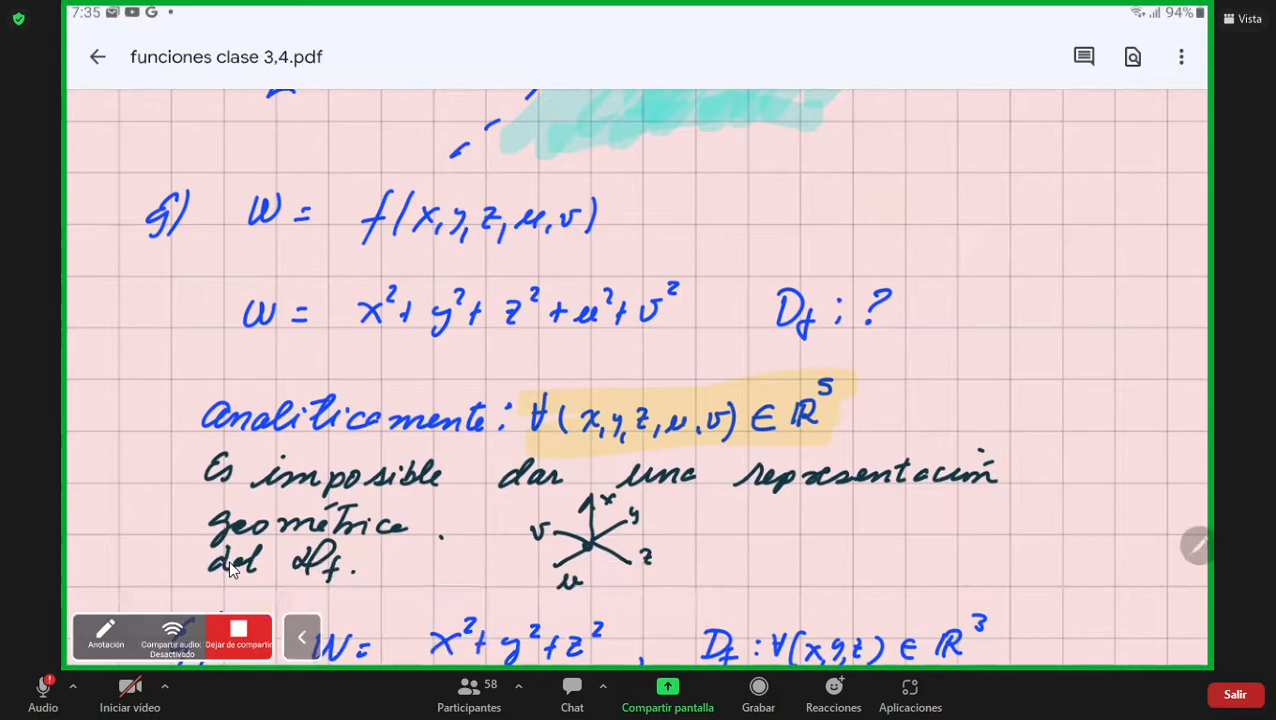 7:35
94%
Vista
funciones clase 3,4.pdf
g) W = f(x,y,z,u,v)
w = x²+ y²+ z²+u²+v² Df : ?
Analíticamente: ∀(x,y,z,u,v) ∈ ℝ⁵
Es imposible dar una representación
geométrica .
del Df.
x
y
v
z
u
W = x²+ y²+ z² , Df : ∀(x,y,z) ∈ ℝ³
Anotación
Compartir audio: Desactivado
Dejar de compartir
Audio
Iniciar vídeo
58
Participantes
Chat
Compartir pantalla
Grabar
Reacciones
Aplicaciones
Salir